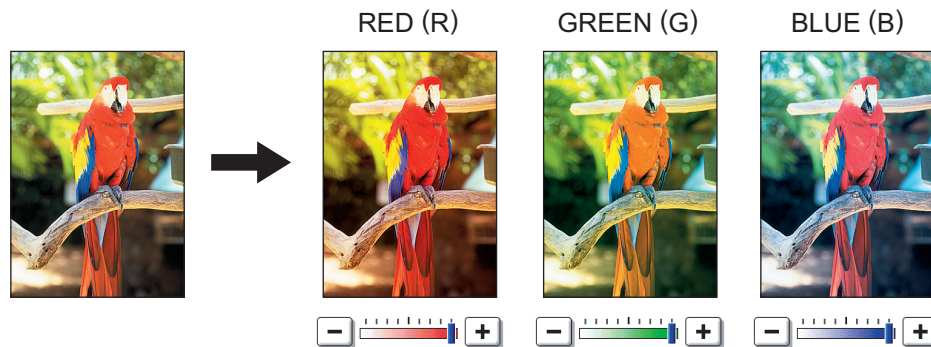 RED (R) GREEN (G) BLUE (B)
− + − + − +